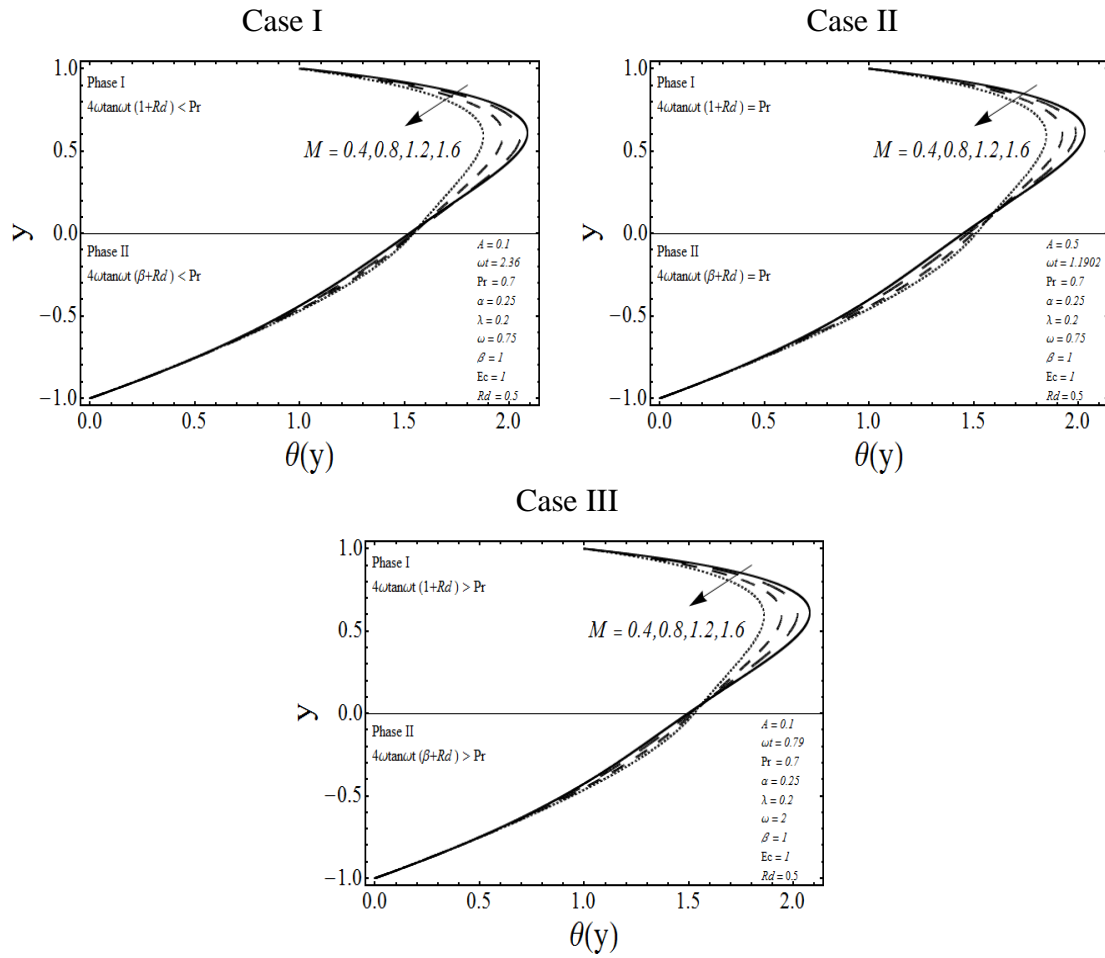 Case I
Case II
1.0
0.5
0.0
−0.5
−1.0
y
Phase I
4ωtanωt (1+Rd ) < Pr
M = 0.4,0.8,1.2,1.6
Phase II
4ωtanωt (β+Rd ) < Pr
A = 0.1
ωt = 2.36
Pr = 0.7
α = 0.25
λ = 0.2
ω = 0.75
β = 1
Ec = 1
Rd = 0.5
0.0 0.5 1.0 1.5 2.0
θ(y)
1.0
0.5
0.0
−0.5
−1.0
y
Phase I
4ωtanωt (1+Rd ) = Pr
M = 0.4,0.8,1.2,1.6
Phase II
4ωtanωt (β+Rd ) = Pr
A = 0.5
ωt = 1.1902
Pr = 0.7
α = 0.25
λ = 0.2
ω = 0.75
β = 1
Ec = 1
Rd = 0.5
0.0 0.5 1.0 1.5 2.0
θ(y)
Case III
1.0
0.5
0.0
−0.5
−1.0
y
Phase I
4ωtanωt (1+Rd ) > Pr
M = 0.4,0.8,1.2,1.6
Phase II
4ωtanωt (β+Rd ) > Pr
A = 0.1
ωt = 0.79
Pr = 0.7
α = 0.25
λ = 0.2
ω = 2
β = 1
Ec = 1
Rd = 0.5
0.0 0.5 1.0 1.5 2.0
θ(y)